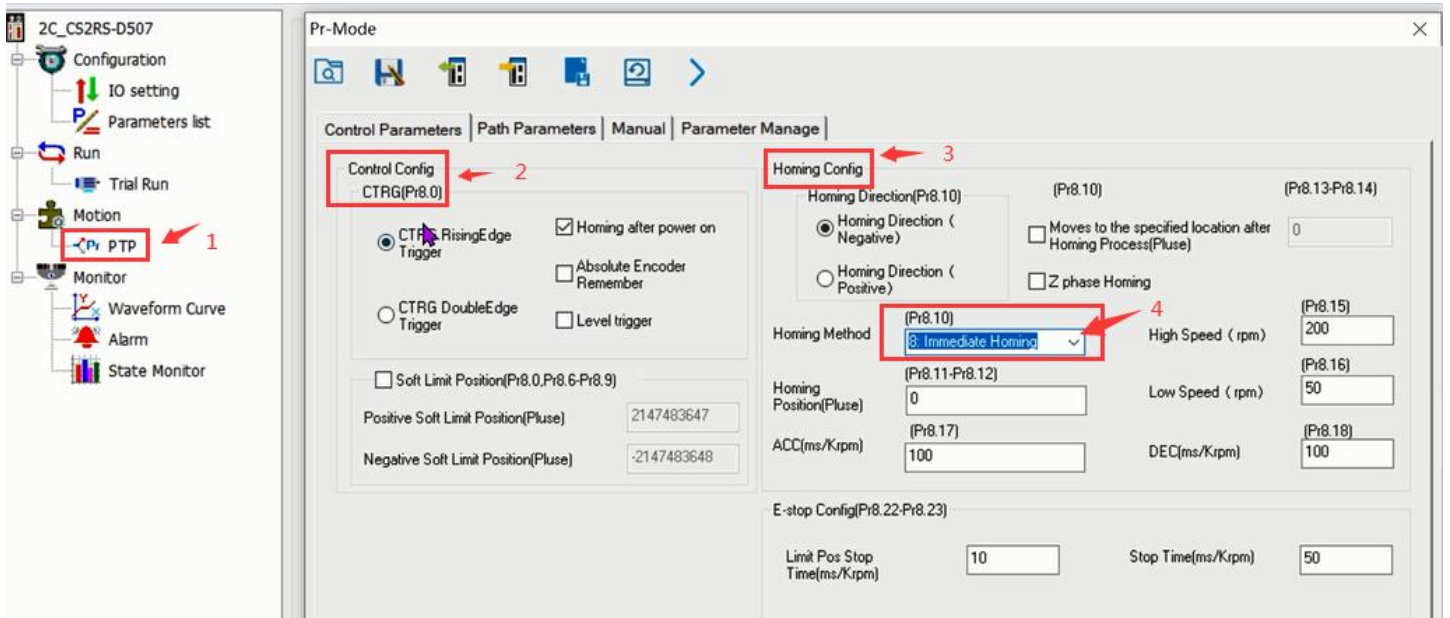 2C_CS2RS-D507
Configuration
IO setting
Parameters list
Run
Trial Run
Motion
Pr PTP
1
Monitor
Waveform Curve
Alarm
State Monitor
Pr-Mode
Control Parameters Path Parameters Manual Parameter Manage
Control Config
2
CTRG(Pr8.0)
CTRG RisingEdge
Trigger
Homing after power on
Absolute Encoder
Remember
CTRG DoubleEdge
Trigger
Level trigger
Soft Limit Position(Pr8.0,Pr8.6-Pr8.9)
Positive Soft Limit Position(Pluse) 2147483647
Negative Soft Limit Position(Pluse) -2147483648
Homing Config
3
Homing Direction(Pr8.10)
Homing Direction (
Negative)
Homing Direction (
Positive)
(Pr8.10) (Pr8.13-Pr8.14)
Moves to the specified location after
Homing Process(Pluse)
0
Z phase Homing
4
Homing Method
(Pr8.10)
8: Immediate Homing
(Pr8.15)
High Speed ( rpm) 200
Homing
Position(Pluse)
(Pr8.11-Pr8.12)
0
(Pr8.16)
Low Speed ( rpm) 50
(Pr8.17)
ACC(ms/Krpm) 100
(Pr8.18)
DEC(ms/Krpm) 100
E-stop Config(Pr8.22-Pr8.23)
Limit Pos Stop
Time(ms/Krpm)
10
Stop Time(ms/Krpm) 50